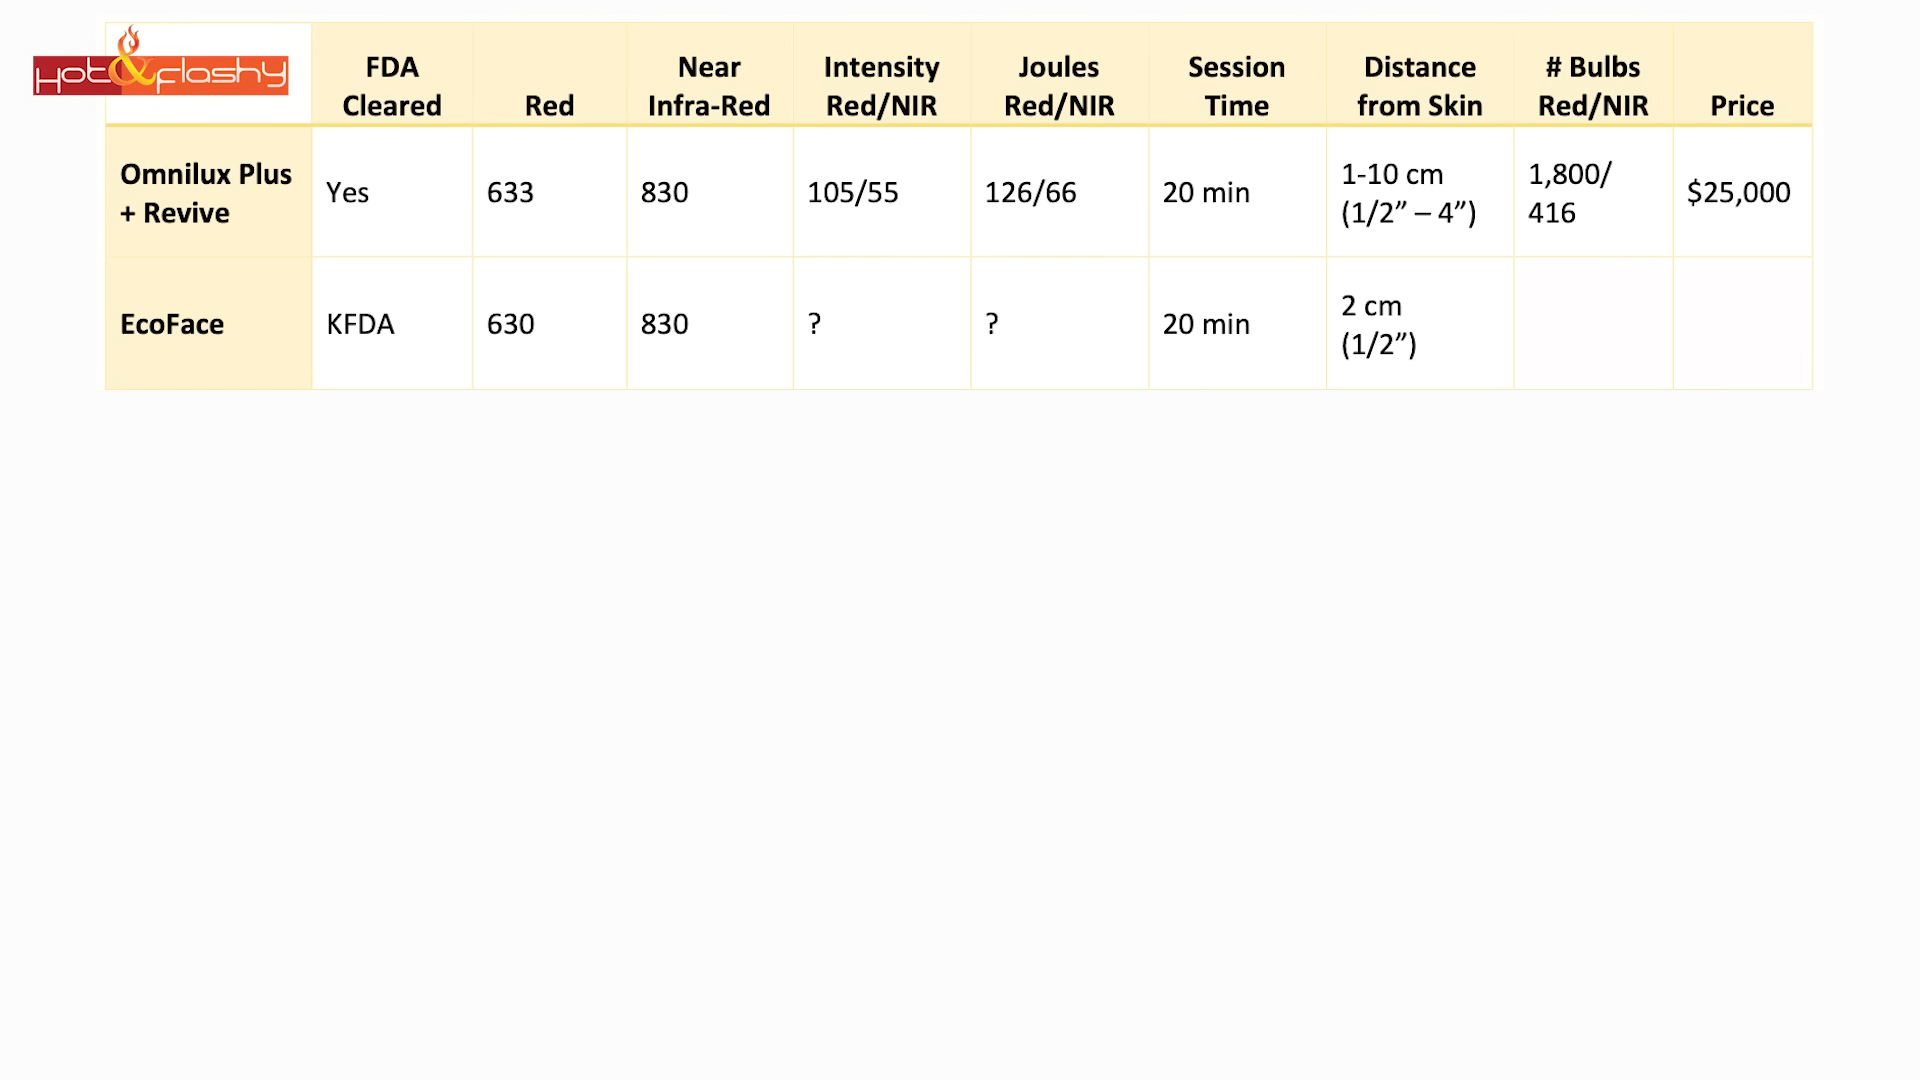 Hot & flashy
FDA Cleared
Red
Near Infra-Red
Intensity Red/NIR
Joules Red/NIR
Session Time
Distance from Skin
# Bulbs Red/NIR
Price
Omnilux Plus + Revive
Yes
633
830
105/55
126/66
20 min
1-10 cm
(1/2” – 4”)
1,800/
416
$25,000
EcoFace
KFDA
630
830
?
?
20 min
2 cm
(1/2”)